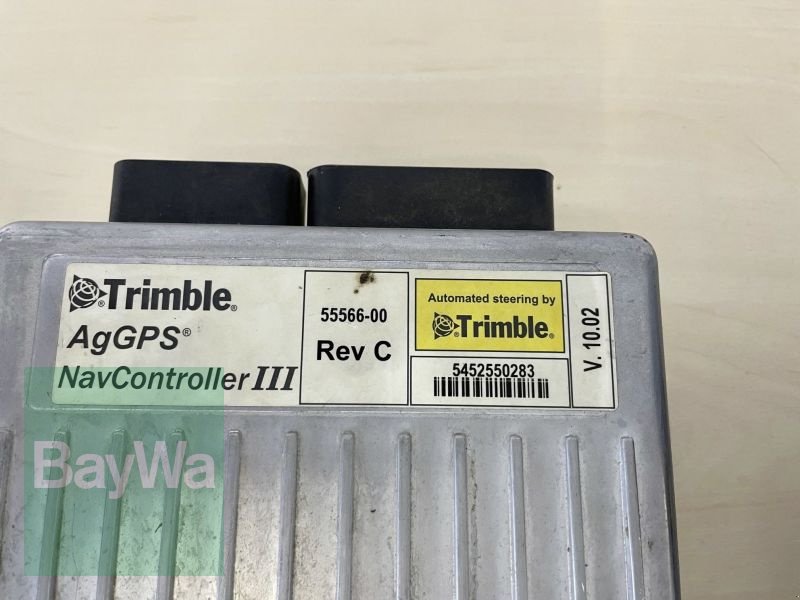 Trimble®
AgGPS®
NavController III
55566-00
Rev C
Automated steering by
Trimble®
5452550283
V. 10.02
BayWa